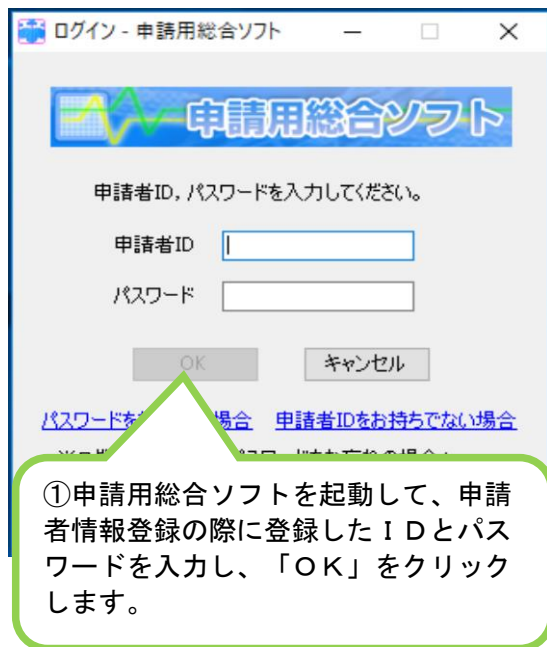 ログイン - 申請用総合ソフト
申請用総合ソフト
申請者ID, パスワードを入力してください。
申請者ID
パスワード
OK キャンセル
パスワードを 場合 申請者IDをお持ちでない場合
①申請用総合ソフトを起動して、申請
者情報登録の際に登録したＩＤとパス
ワードを入力し、「ＯＫ」をクリック
します。